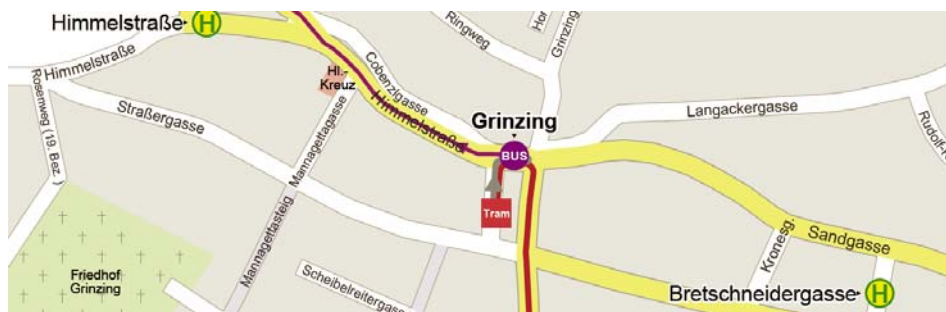 Himmelstraße
H
Ringweg
Grinzing
Himmelstraße
Hl.-
Kreuz
Cobenzlgasse
Rosenweg (19. Bez. )
Straßergasse
Mannagettagasse
Himmelstraße
Grinzing
Langackergasse
BUS
Tram
Mannagettasteig
Friedhof
Grinzing
Scheibelreitergasse
Kronesg.
Sandgasse
Bretschneidergasse
H